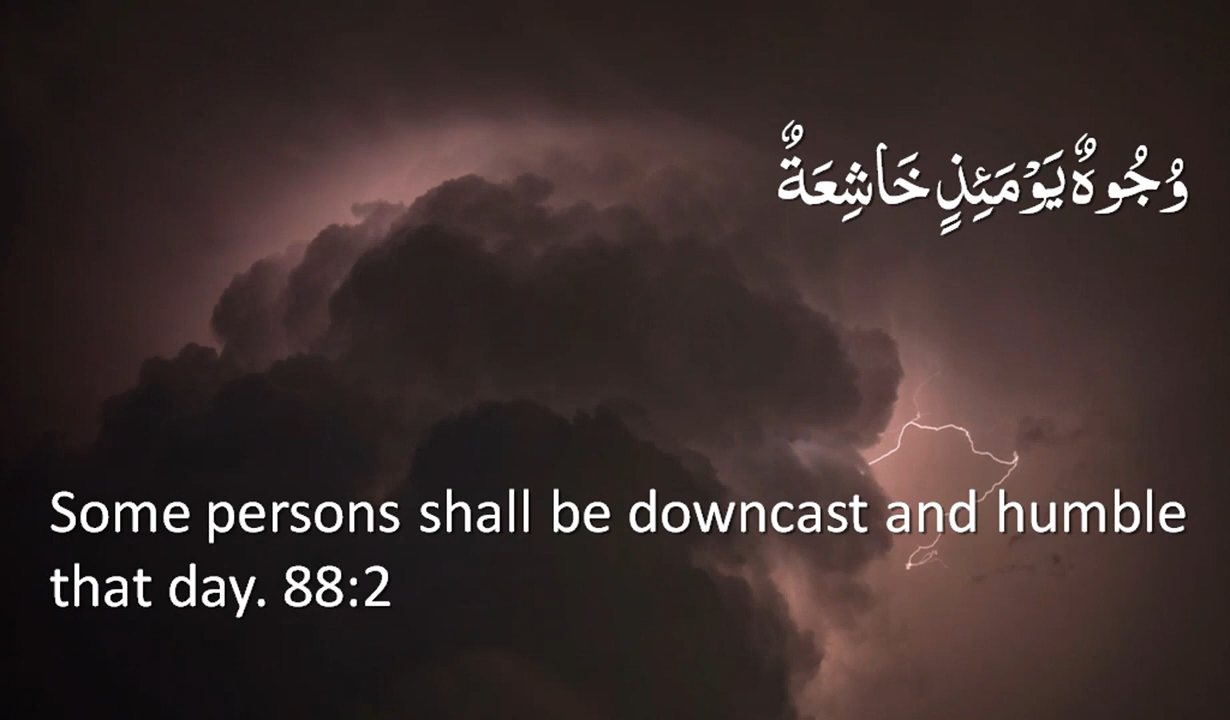 وُجُوهٌ يَوْمَئِذٍ خَاشِعَةٌ
Some persons shall be downcast and humble
that day. 88:2